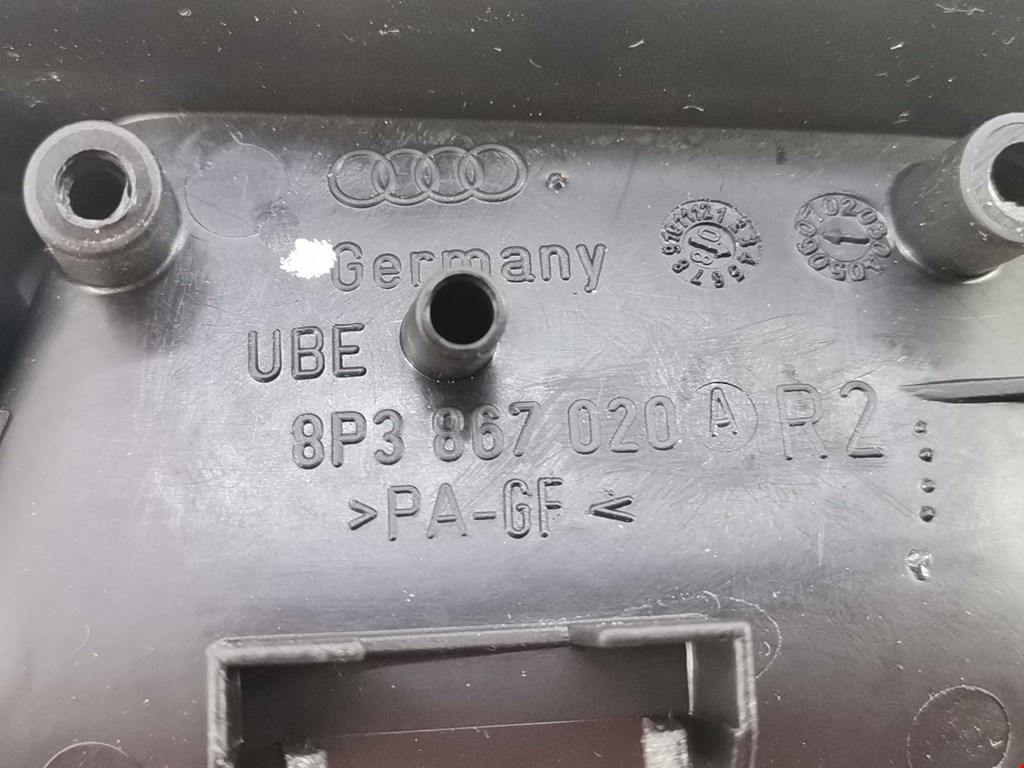 Germany
UBE
8P3 867 020 A R2
>PA-GF<